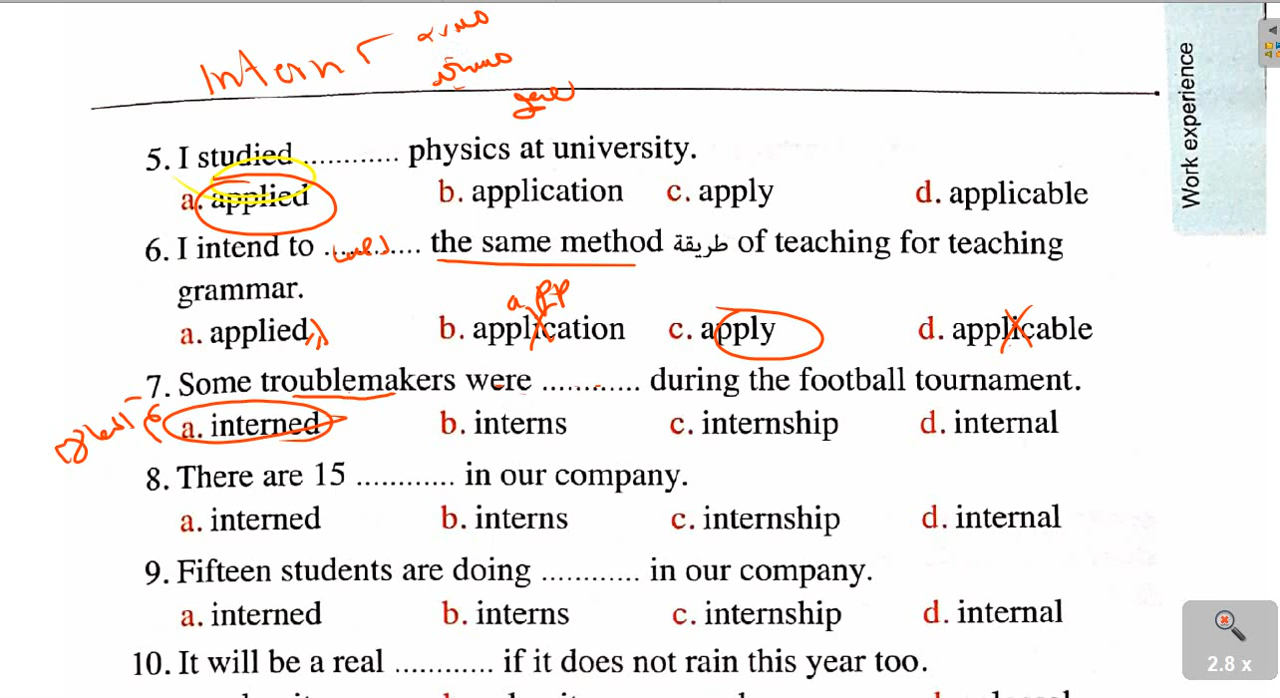 Intern
Work experience
5. I studied ............ physics at university.
a. applied b. application c. apply d. applicable
6. I intend to ............ the same method طريقة of teaching for teaching
grammar.
app
a. applied b. application c. apply d. applicable
7. Some troublemakers were ............ during the football tournament.
a. interned b. interns c. internship d. internal
8. There are 15 ............ in our company.
a. interned b. interns c. internship d. internal
9. Fifteen students are doing ............ in our company.
a. interned b. interns c. internship d. internal
10. It will be a real ............ if it does not rain this year too.
2.8 x